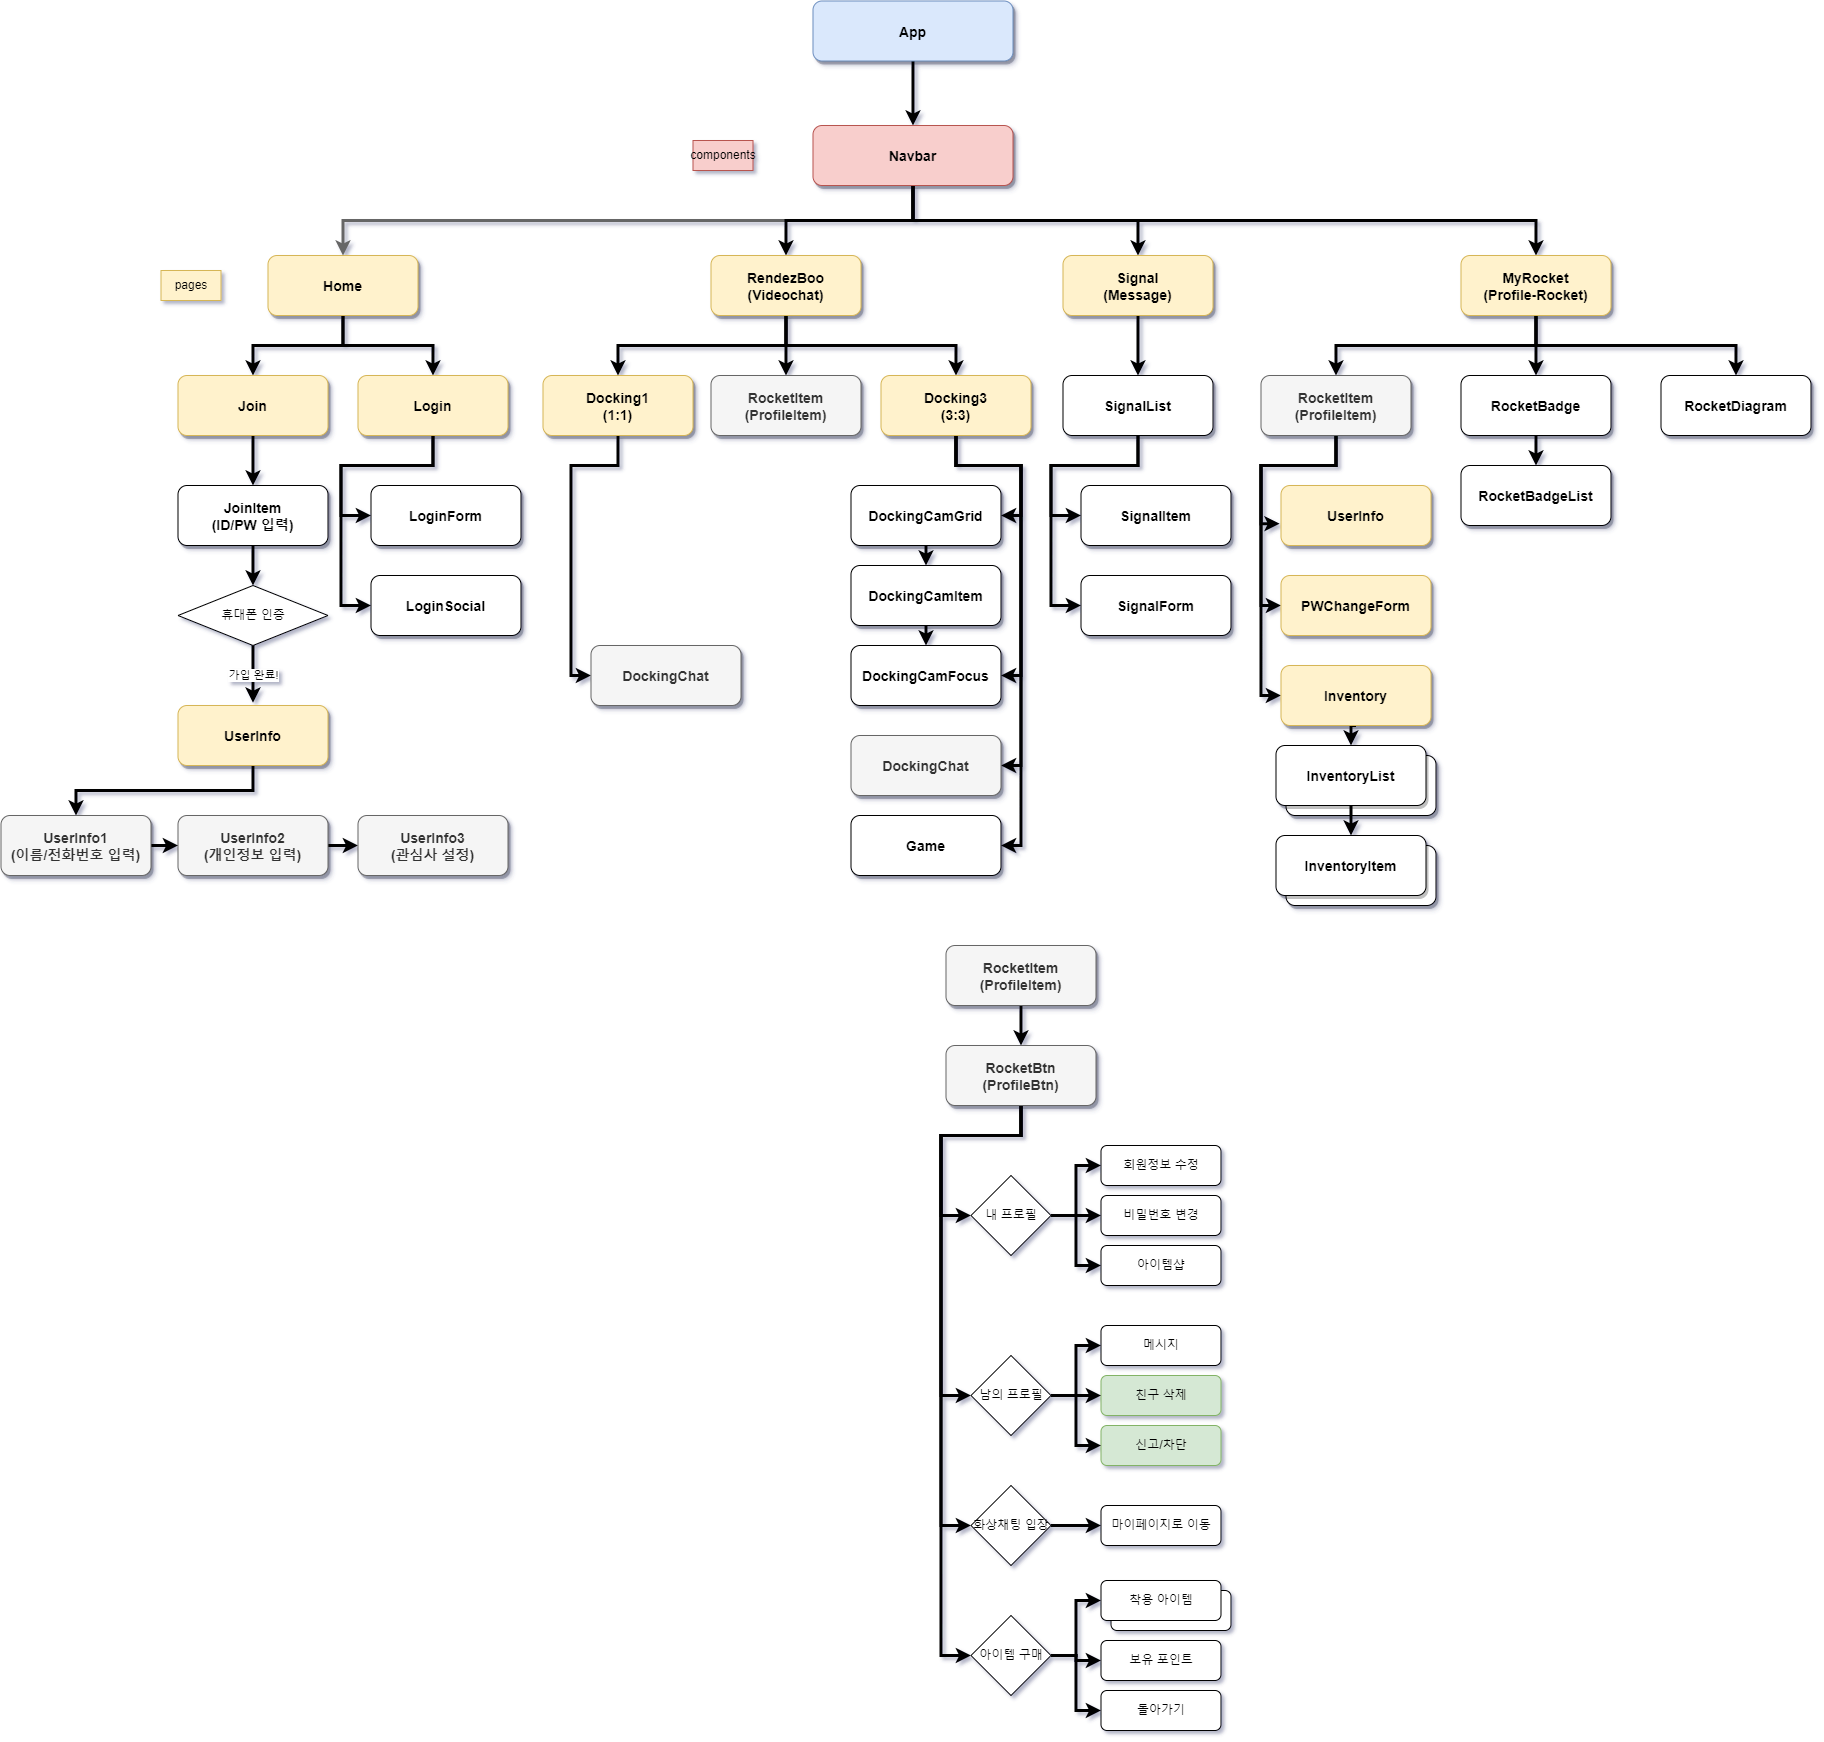 App
components
Navbar
pages
Home
RendezBoo
(Videochat)
Signal
(Message)
MyRocket
(Profile-Rocket)
Join
Login
Docking1
(1:1)
RocketItem
(ProfileItem)
Docking3
(3:3)
SignalList
RocketItem
(ProfileItem)
RocketBadge
RocketDiagram
JoinItem
(ID/PW 입력)
LoginForm
DockingCamGrid
SignalItem
UserInfo
RocketBadgeList
휴대폰 인증
LoginSocial
DockingCamItem
SignalForm
PWChangeForm
가입 완료!
DockingChat
DockingCamFocus
Inventory
UserInfo
DockingChat
InventoryList
UserInfo1
(이름/전화번호 입력)
UserInfo2
(개인정보 입력)
UserInfo3
(관심사 설정)
Game
InventoryItem
RocketItem
(ProfileItem)
RocketBtn
(ProfileBtn)
내 프로필
회원정보 수정
비밀번호 변경
아이템샵
남의 프로필
메시지
친구 삭제
신고/차단
화상채팅 입장
마이페이지로 이동
아이템 구매
착용 아이템
보유 포인트
돌아가기